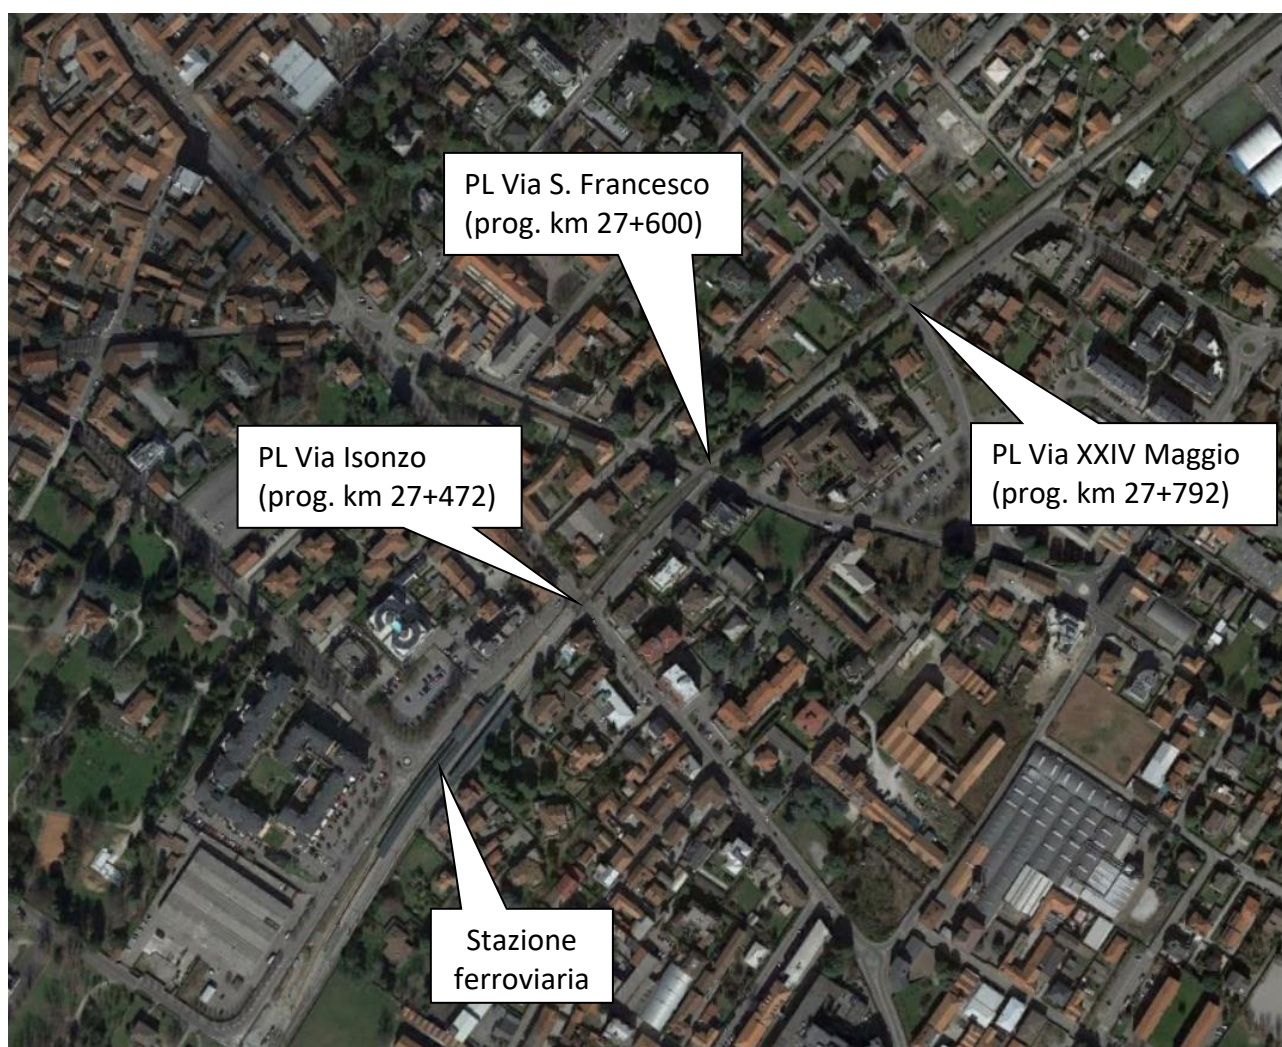 PL Via S. Francesco
(prog. km 27+600)
PL Via Isonzo
(prog. km 27+472)
PL Via XXIV Maggio
(prog. km 27+792)
Stazione
ferroviaria